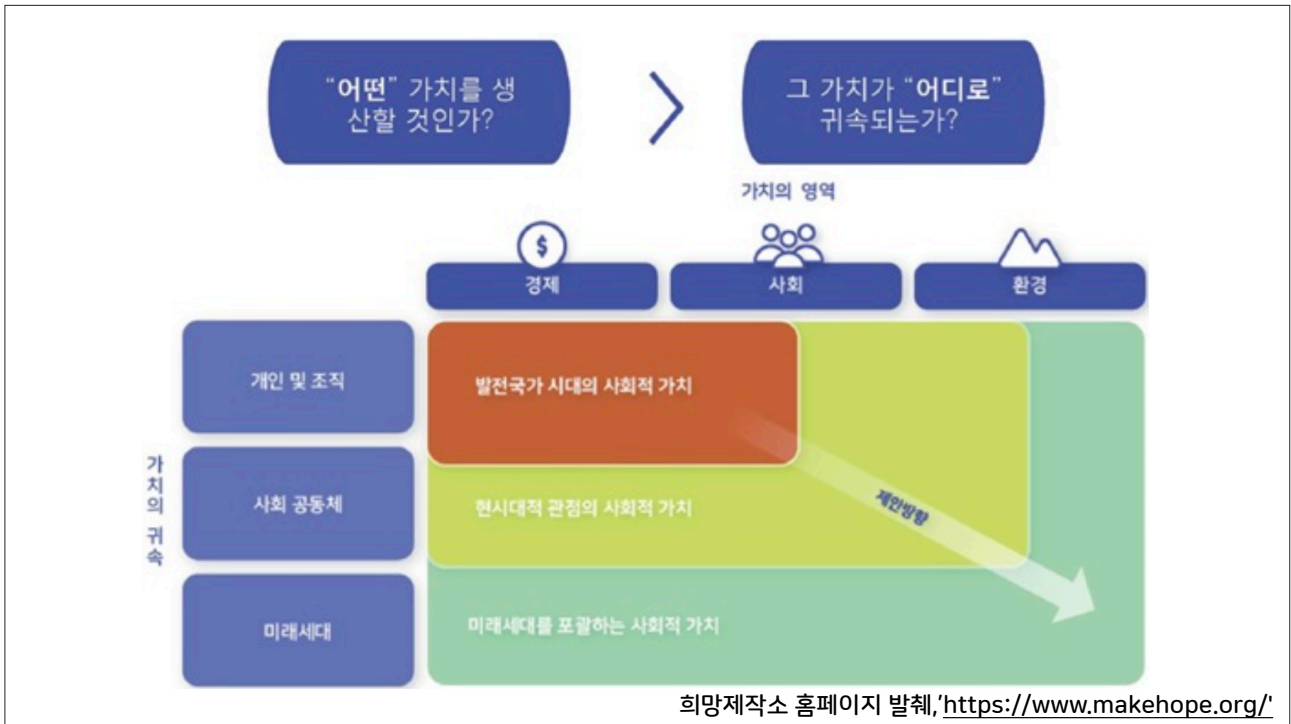 “어떤” 가치를 생
산할 것인가?
그 가치가 “어디로”
귀속되는가?
가치의 영역
$
경제
사회
환경
가치의 귀속
개인 및 조직
발전국가 시대의 사회적 가치
사회 공동체
현시대적 관점의 사회적 가치
제안방향
미래세대
미래세대를 포괄하는 사회적 가치
희망제작소 홈페이지 발췌,'https://www.makehope.org/'